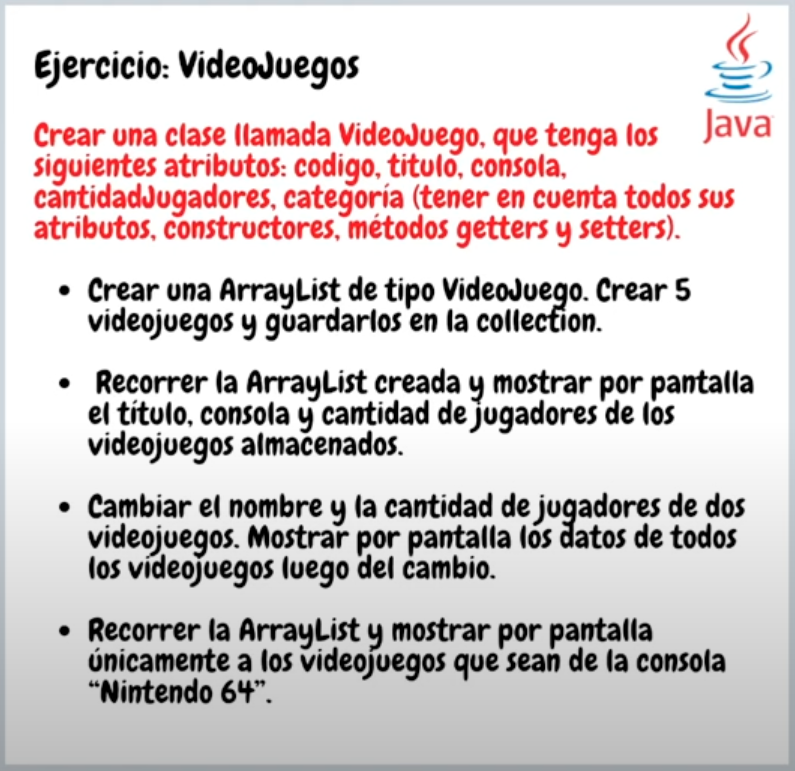 Ejercicio: VideoJuegos
Java
Crear una clase llamada VideoJuego, que tenga los
siguientes atributos: codigo, titulo, consola,
cantidadJugadores, categoría (tener en cuenta todos sus
atributos, constructores, métodos getters y setters).
• Crear una ArrayList de tipo VideoJuego. Crear 5
videojuegos y guardarlos en la collection.
• Recorrer la ArrayList creada y mostrar por pantalla
el título, consola y cantidad de jugadores de los
videojuegos almacenados.
• Cambiar el nombre y la cantidad de jugadores de dos
videojuegos. Mostrar por pantalla los datos de todos
los videojuegos luego del cambio.
• Recorrer la ArrayList y mostrar por pantalla
únicamente a los videojuegos que sean de la consola
“Nintendo 64”.